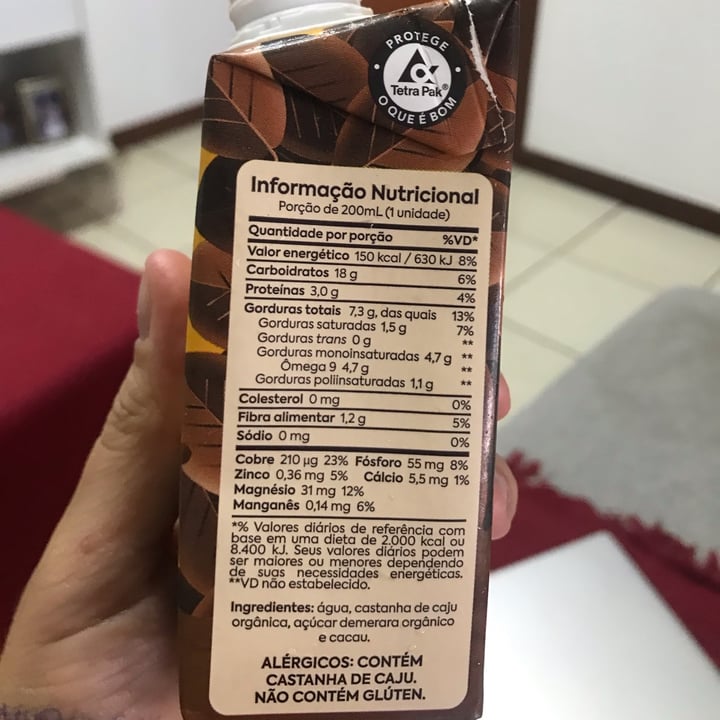 PROTEGE
Tetra Pak®
O QUE É BOM
Informação Nutricional
Porção de 200mL (1 unidade)
Quantidade por porção %VD*
Valor energético 150 kcal / 630 kJ 8%
Carboidratos 18 g 6%
Proteínas 3,0 g 4%
Gorduras totais 7,3 g, das quais 13%
Gorduras saturadas 1,5 g 7%
Gorduras trans 0 g **
Gorduras monoinsaturadas 4,7 g **
Ômega 9 4,7 g **
Gorduras poliinsaturadas 1,1 g **
Colesterol 0 mg 0%
Fibra alimentar 1,2 g 5%
Sódio 0 mg 0%
Cobre 210 µg 23% Fósforo 55 mg 8%
Zinco 0,36 mg 5% Cálcio 5,5 mg 1%
Magnésio 31 mg 12%
Manganês 0,14 mg 6%
*% Valores diários de referência com
base em uma dieta de 2.000 kcal ou
8.400 kJ. Seus valores diários podem
ser maiores ou menores dependendo
de suas necessidades energéticas.
**VD não estabelecido.
Ingredientes: água, castanha de caju
orgânica, açúcar demerara orgânico
e cacau.
ALÉRGICOS: CONTÉM
CASTANHA DE CAJU.
NÃO CONTÉM GLÚTEN.